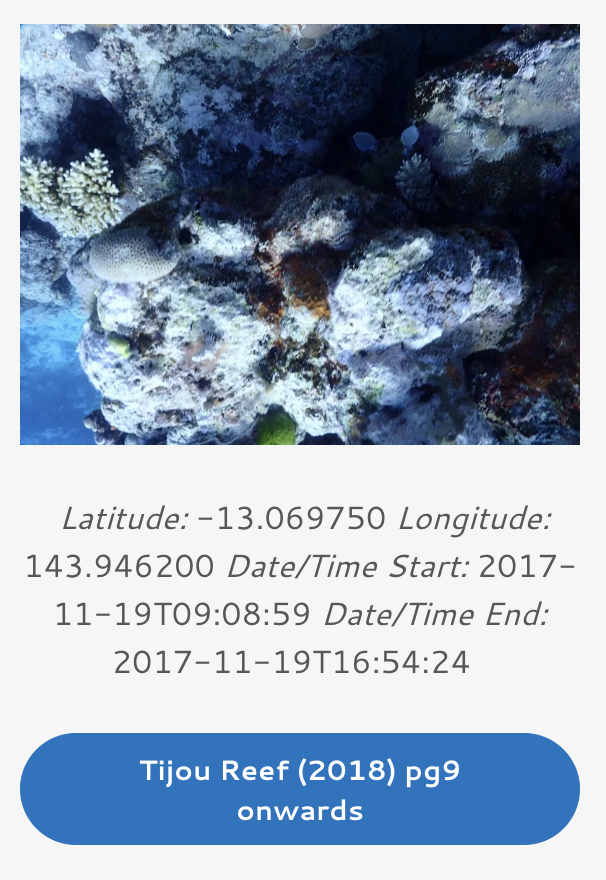 Latitude: -13.069750 Longitude:
143.946200 Date/Time Start: 2017-
11-19T09:08:59 Date/Time End:
2017-11-19T16:54:24
Tijou Reef (2018) pg9
onwards